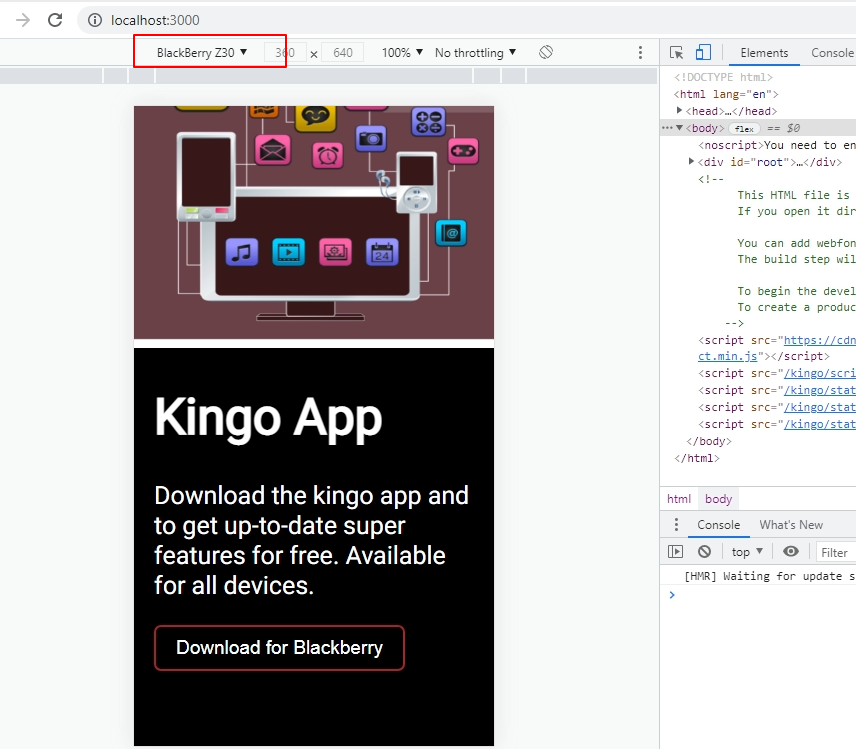 localhost:3000
BlackBerry Z30 ▼ 360 × 640 100% ▼ No throttling ▼
Elements Console
<!DOCTYPE html>
<html lang="en">
▶<head>…</head>
…▼<body> flex == $0
<noscript>You need to en
▶<div id="root">…</div>
<!--
This HTML file is
If you open it dir
You can add webfon
The build step wil
To begin the devel
To create a produc
-->
<script src="https://cdn
ct.min.js"></script>
<script src="/kingo/scri
<script src="/kingo/stat
<script src="/kingo/stat
<script src="/kingo/stat
</body>
</html>
24
@
Kingo App
Download the kingo app and
to get up-to-date super
features for free. Available
for all devices.
Download for Blackberry
html body
Console What's New
top ▼ Filter
[HMR] Waiting for update s